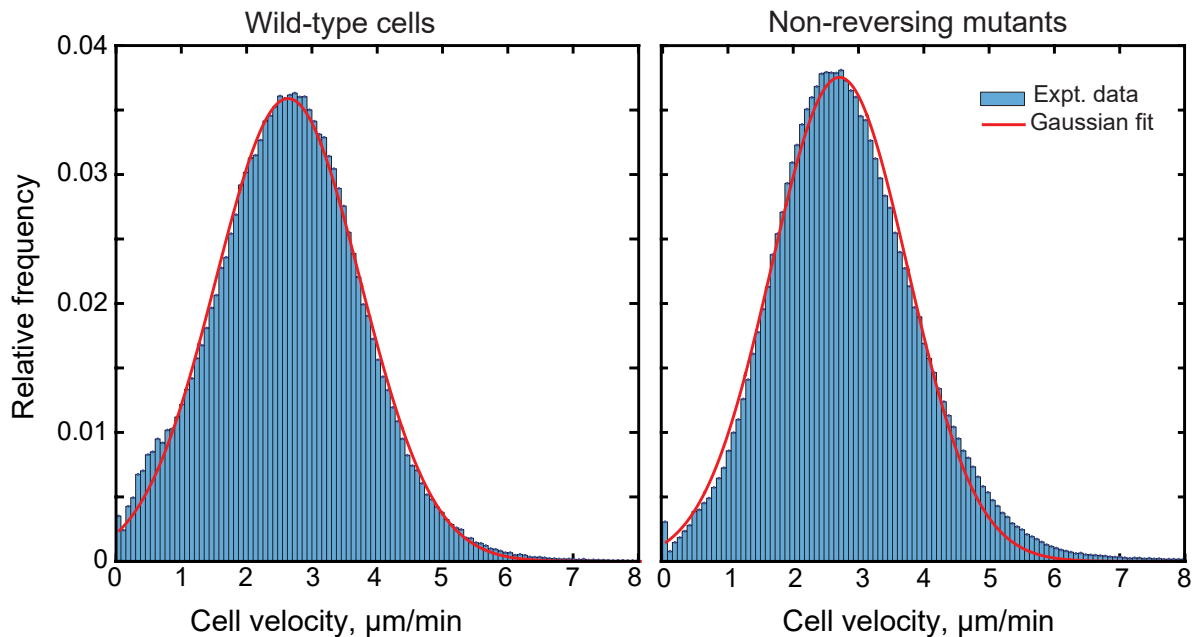 Wild-type cells
Non-reversing mutants
Relative frequency
0.04
0.03
0.02
0.01
0
0 1 2 3 4 5 6 7 8
Cell velocity, µm/min
Expt. data
Gaussian fit
0 1 2 3 4 5 6 7 8
Cell velocity, µm/min